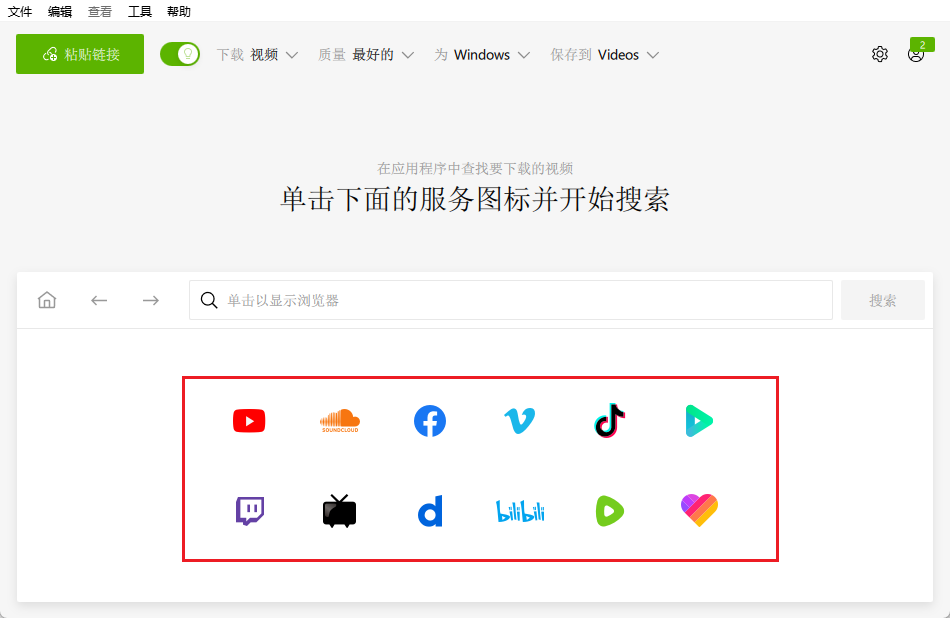 文件 编辑 查看 工具 帮助
粘贴链接 下载 视频 质量 最好的 为 Windows 保存到 Videos 2
在应用程序中查找要下载的视频
单击下面的服务图标并开始搜索
单击以显示浏览器 搜索
SOUNDCLOUD
bilibili